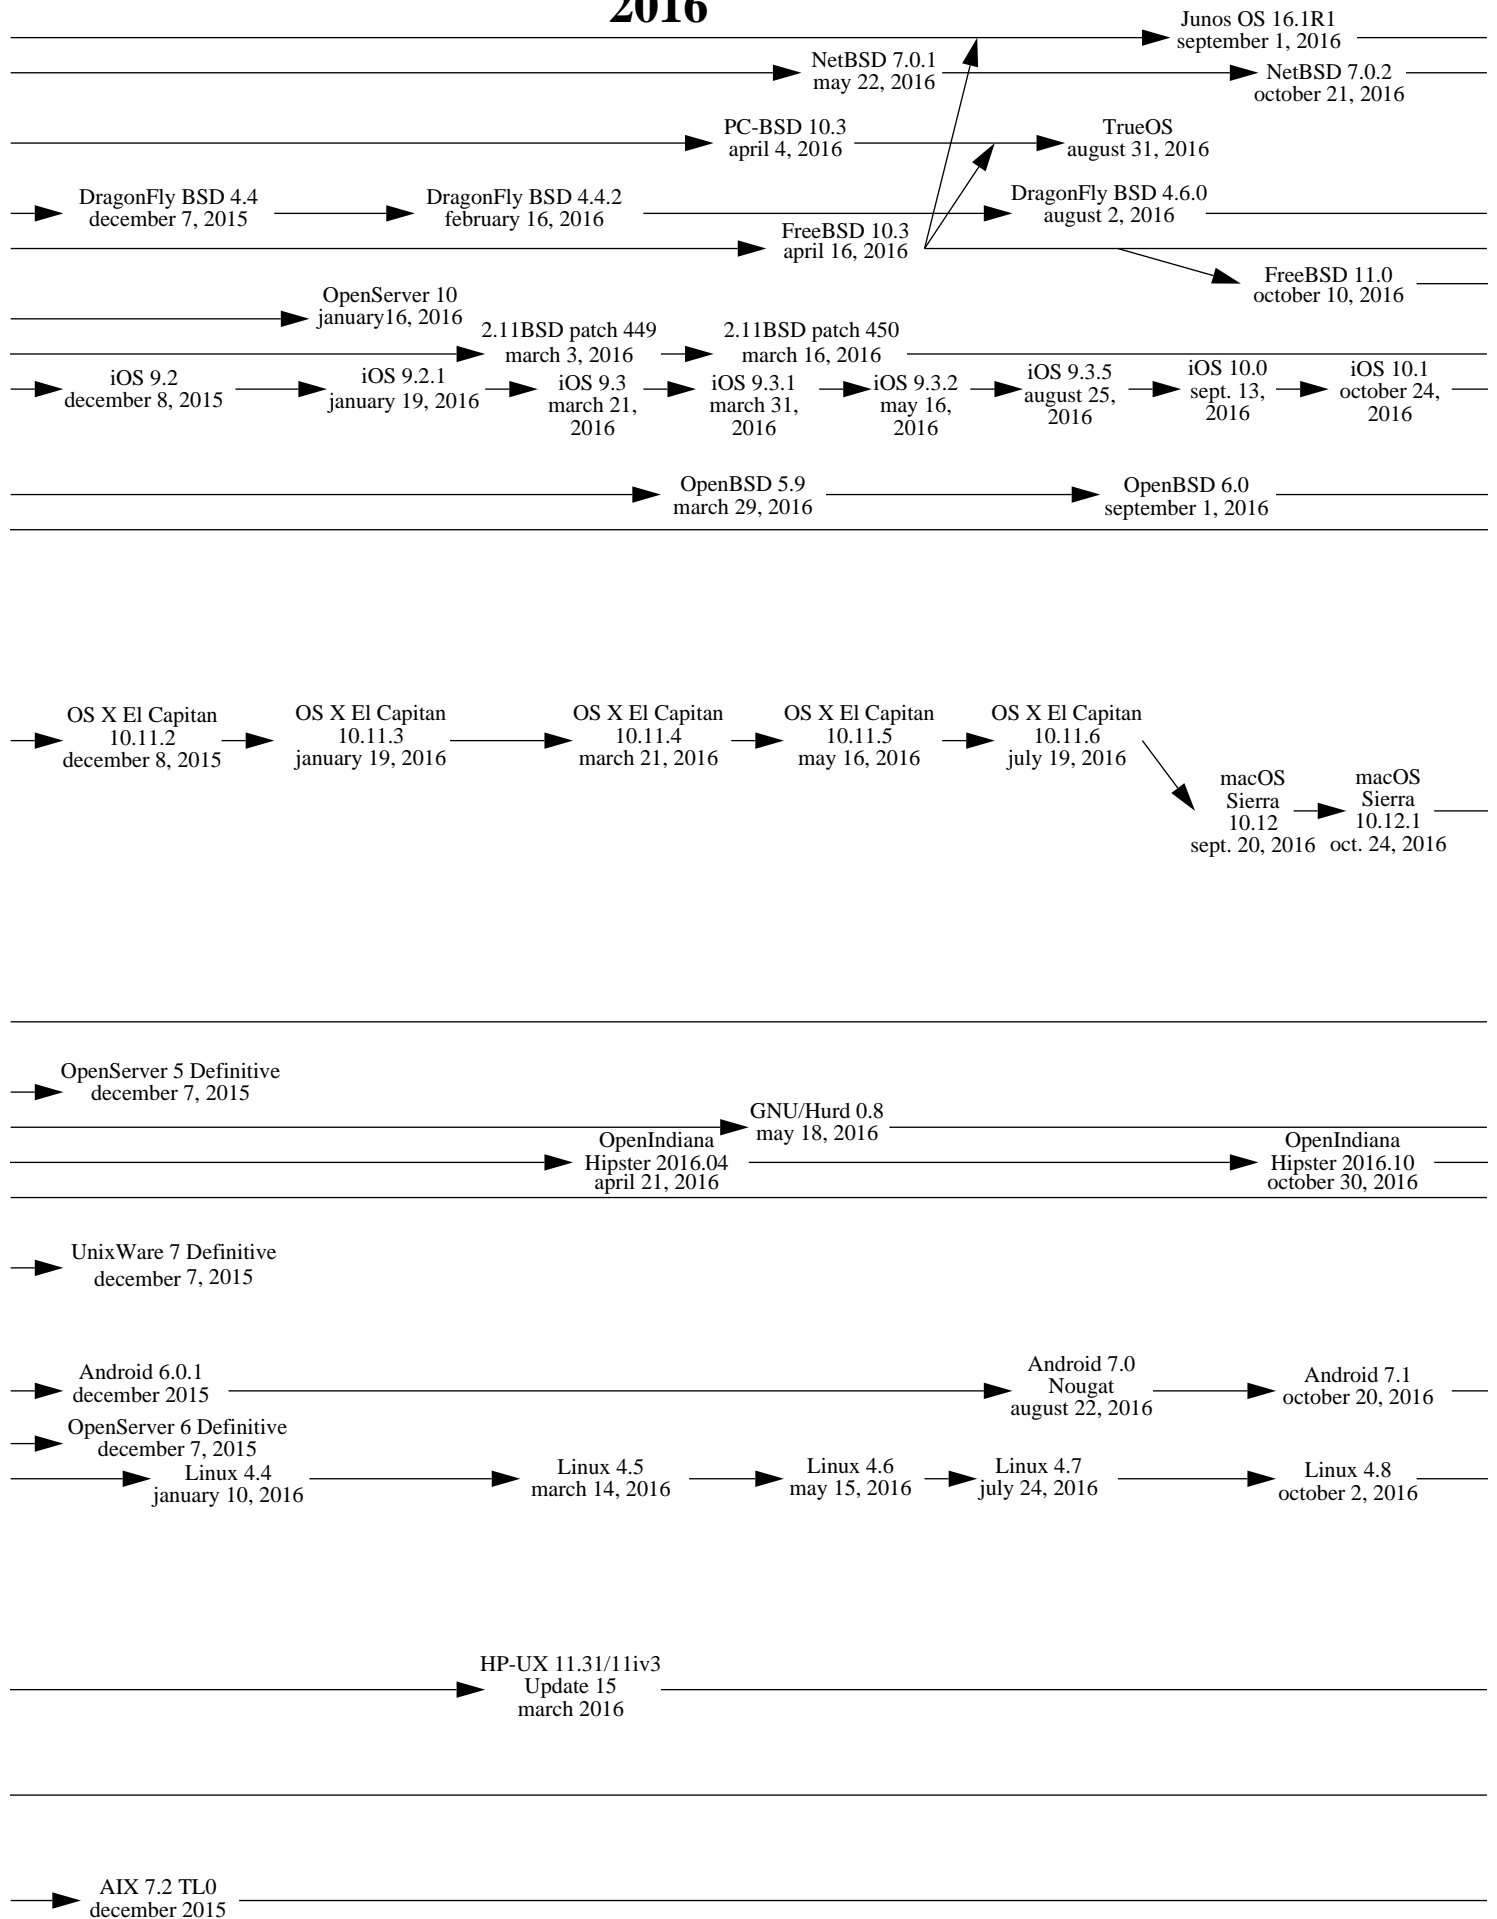 2016
Junos OS 16.1R1
september 1, 2016
NetBSD 7.0.1
may 22, 2016
NetBSD 7.0.2
october 21, 2016
PC-BSD 10.3
april 4, 2016
TrueOS
august 31, 2016
DragonFly BSD 4.4
december 7, 2015
DragonFly BSD 4.4.2
february 16, 2016
DragonFly BSD 4.6.0
august 2, 2016
FreeBSD 10.3
april 16, 2016
FreeBSD 11.0
october 10, 2016
OpenServer 10
january16, 2016
2.11BSD patch 449
march 3, 2016
2.11BSD patch 450
march 16, 2016
iOS 9.2
december 8, 2015
iOS 9.2.1
january 19, 2016
iOS 9.3
march 21,
2016
iOS 9.3.1
march 31,
2016
iOS 9.3.2
may 16,
2016
iOS 9.3.5
august 25,
2016
iOS 10.0
sept. 13,
2016
iOS 10.1
october 24,
2016
OpenBSD 5.9
march 29, 2016
OpenBSD 6.0
september 1, 2016
OS X El Capitan
10.11.2
december 8, 2015
OS X El Capitan
10.11.3
january 19, 2016
OS X El Capitan
10.11.4
march 21, 2016
OS X El Capitan
10.11.5
may 16, 2016
OS X El Capitan
10.11.6
july 19, 2016
macOS
Sierra
10.12
sept. 20, 2016
macOS
Sierra
10.12.1
oct. 24, 2016
OpenServer 5 Definitive
december 7, 2015
GNU/Hurd 0.8
may 18, 2016
OpenIndiana
Hipster 2016.04
april 21, 2016
OpenIndiana
Hipster 2016.10
october 30, 2016
UnixWare 7 Definitive
december 7, 2015
Android 6.0.1
december 2015
Android 7.0
Nougat
august 22, 2016
Android 7.1
october 20, 2016
OpenServer 6 Definitive
december 7, 2015
Linux 4.4
january 10, 2016
Linux 4.5
march 14, 2016
Linux 4.6
may 15, 2016
Linux 4.7
july 24, 2016
Linux 4.8
october 2, 2016
HP-UX 11.31/11iv3
Update 15
march 2016
AIX 7.2 TL0
december 2015